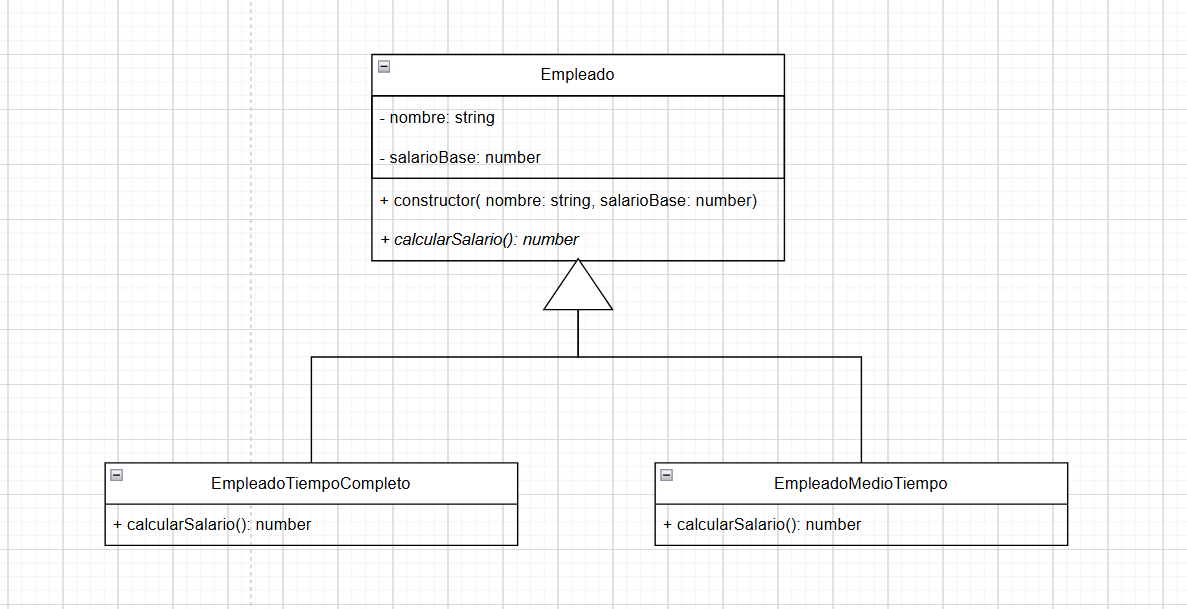 Empleado
- nombre: string
- salarioBase: number
+ constructor( nombre: string, salarioBase: number)
+ calcularSalario(): number
EmpleadoTiempoCompleto
+ calcularSalario(): number
EmpleadoMedioTiempo
+ calcularSalario(): number